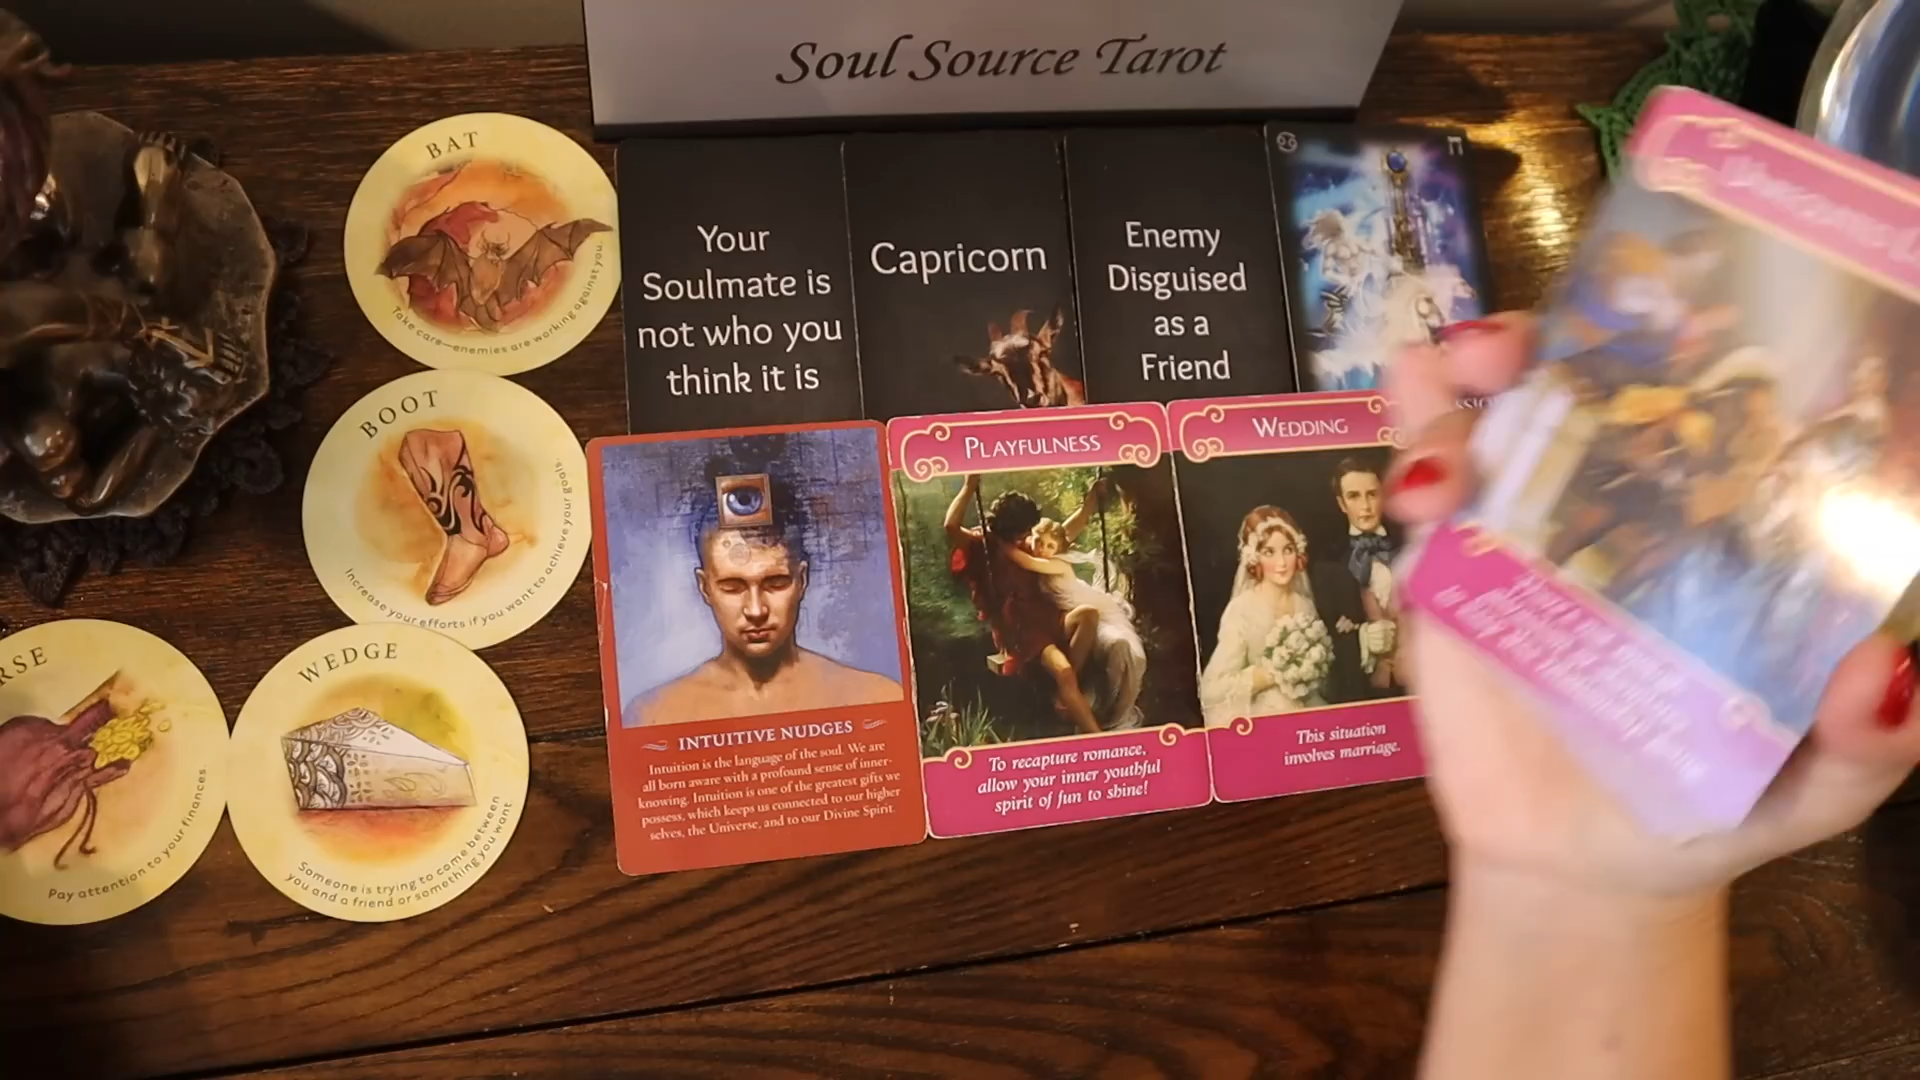 Soul Source Tarot
BAT
Take care—enemies are working against you.
Your
Soulmate is
not who you
think it is
Capricorn
Enemy
Disguised
as a
Friend
BOOT
Increase your efforts if you want to achieve your goals.
RSE
Pay attention to your finances.
WEDGE
Someone is trying to come between
you and a friend or something you want.
INTUITIVE NUDGES
Intuition is the language of the soul. We are
all born aware with a profound sense of inner-
knowing. Intuition is one of the greatest gifts we
possess, which keeps us connected to our higher
selves, the Universe, and to our Divine Spirit.
PLAYFULNESS
To recapture romance,
allow your inner youthful
spirit of fun to shine!
WEDDING
This situation
involves marriage.